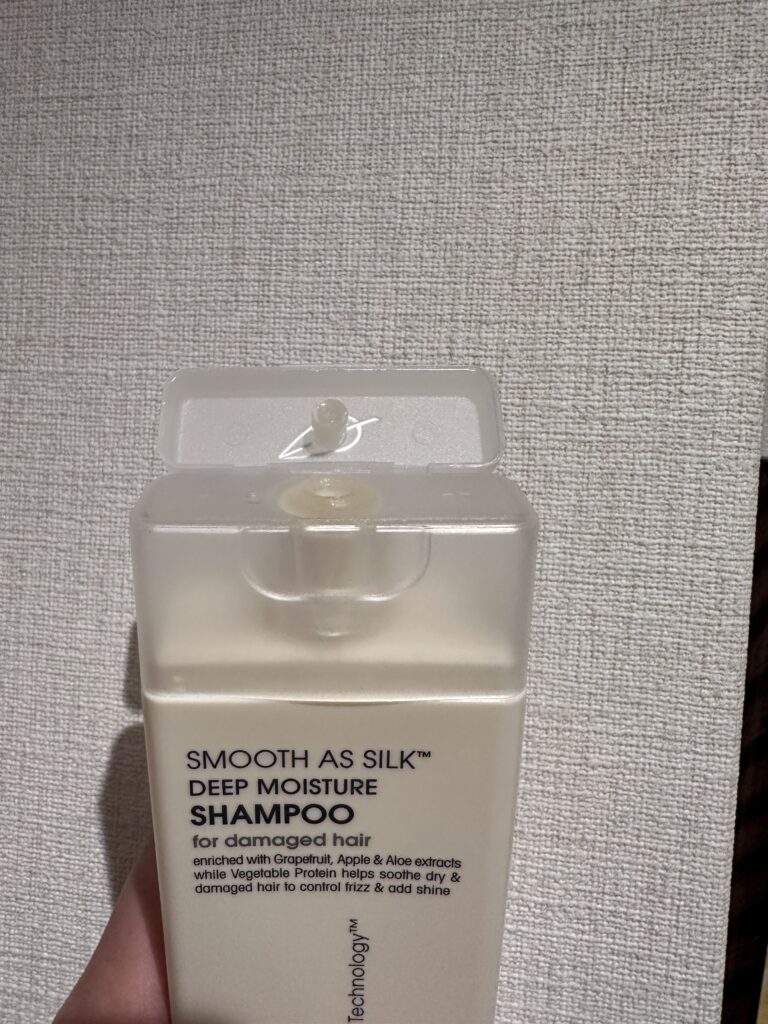 SMOOTH AS SILK™
DEEP MOISTURE
SHAMPOO
for damaged hair
enriched with Grapefruit, Apple & Aloe extracts
while Vegetable Protein helps soothe dry &
damaged hair to control frizz & add shine
Technology™